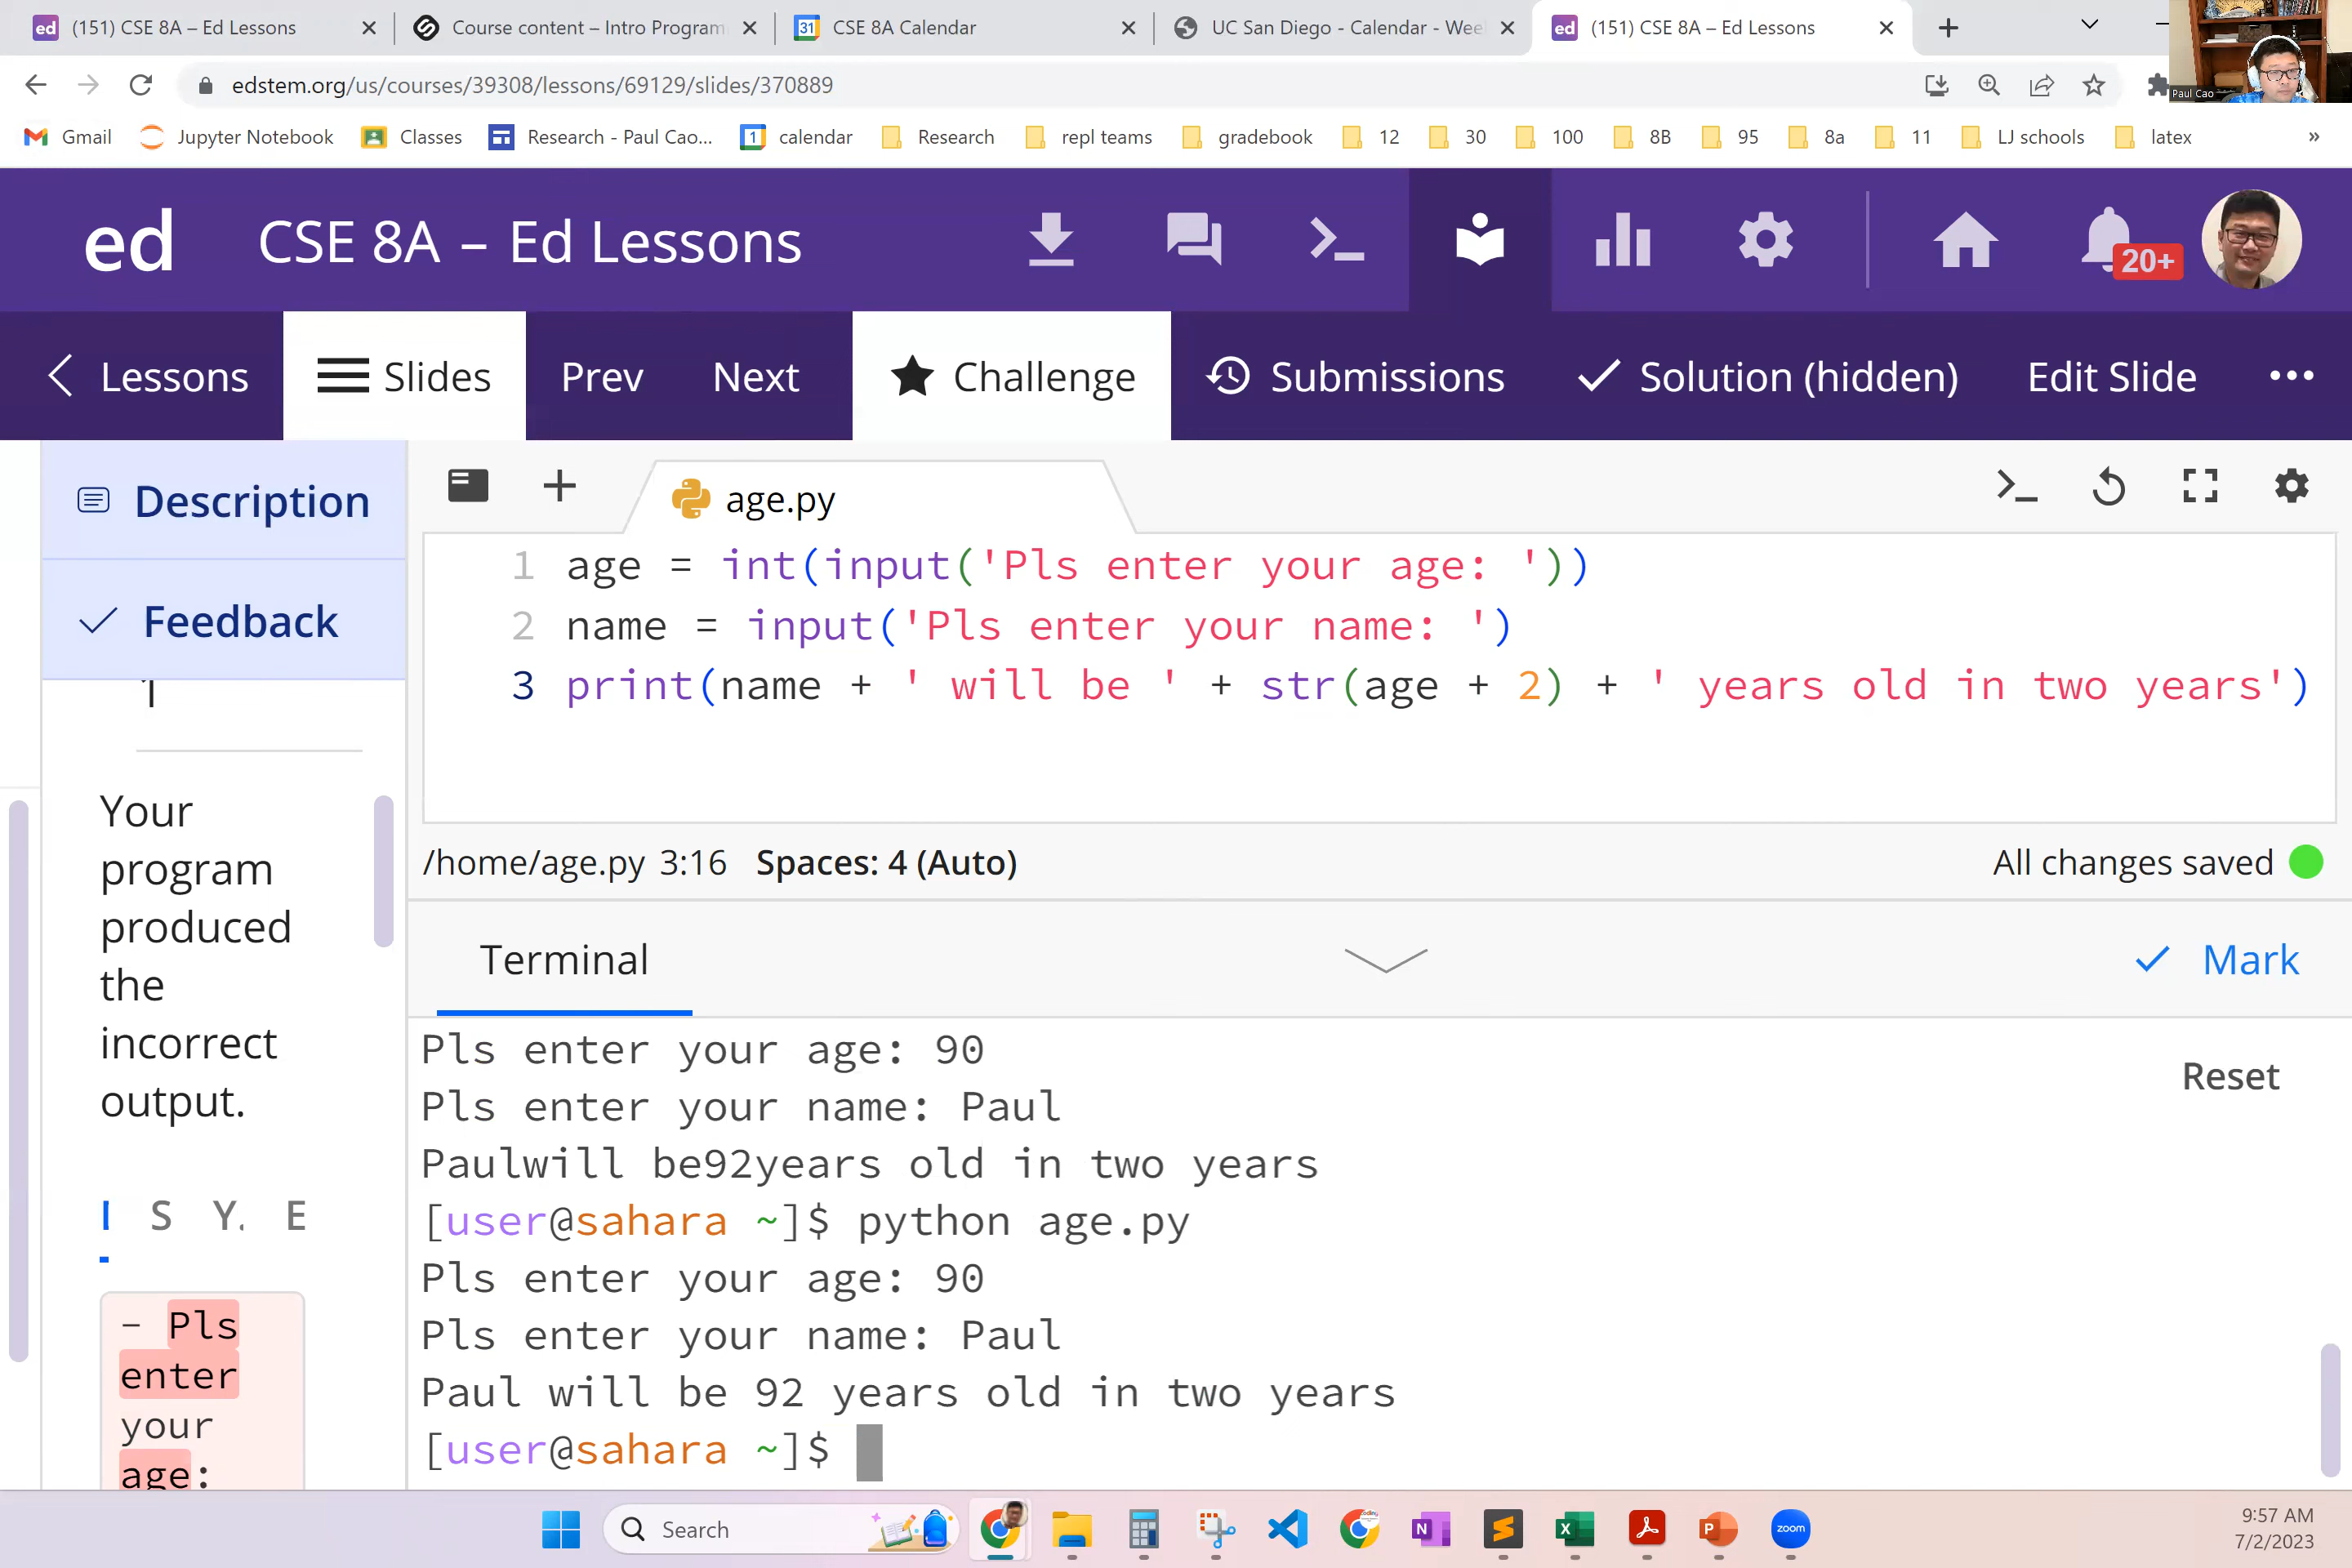 ed (151) CSE 8A – Ed Lessons
Course content – Intro Program
31 CSE 8A Calendar
UC San Diego - Calendar - Wee
ed (151) CSE 8A – Ed Lessons
edstem.org/us/courses/39308/lessons/69129/slides/370889
Paul Cao
Gmail Jupyter Notebook Classes Research - Paul Cao... 1 calendar Research repl teams gradebook 12 30 100 8B 95 8a 11 LJ schools latex »
ed CSE 8A – Ed Lessons 20+
Lessons Slides Prev Next Challenge Submissions Solution (hidden) Edit Slide
Description
Feedback
1
Your
program
produced
the
incorrect
output.
S Y. E
- Pls
enter
your
age:
age.py
1 age = int(input('Pls enter your age: '))
2 name = input('Pls enter your name: ')
3 print(name + ' will be ' + str(age + 2) + ' years old in two years')
/home/age.py 3:16 Spaces: 4 (Auto) All changes saved
Terminal Mark
Reset
Pls enter your age: 90
Pls enter your name: Paul
Paulwill be92years old in two years
[user@sahara ~]$ python age.py
Pls enter your age: 90
Pls enter your name: Paul
Paul will be 92 years old in two years
[user@sahara ~]$
Search
N S X P zoom
9:57 AM
7/2/2023